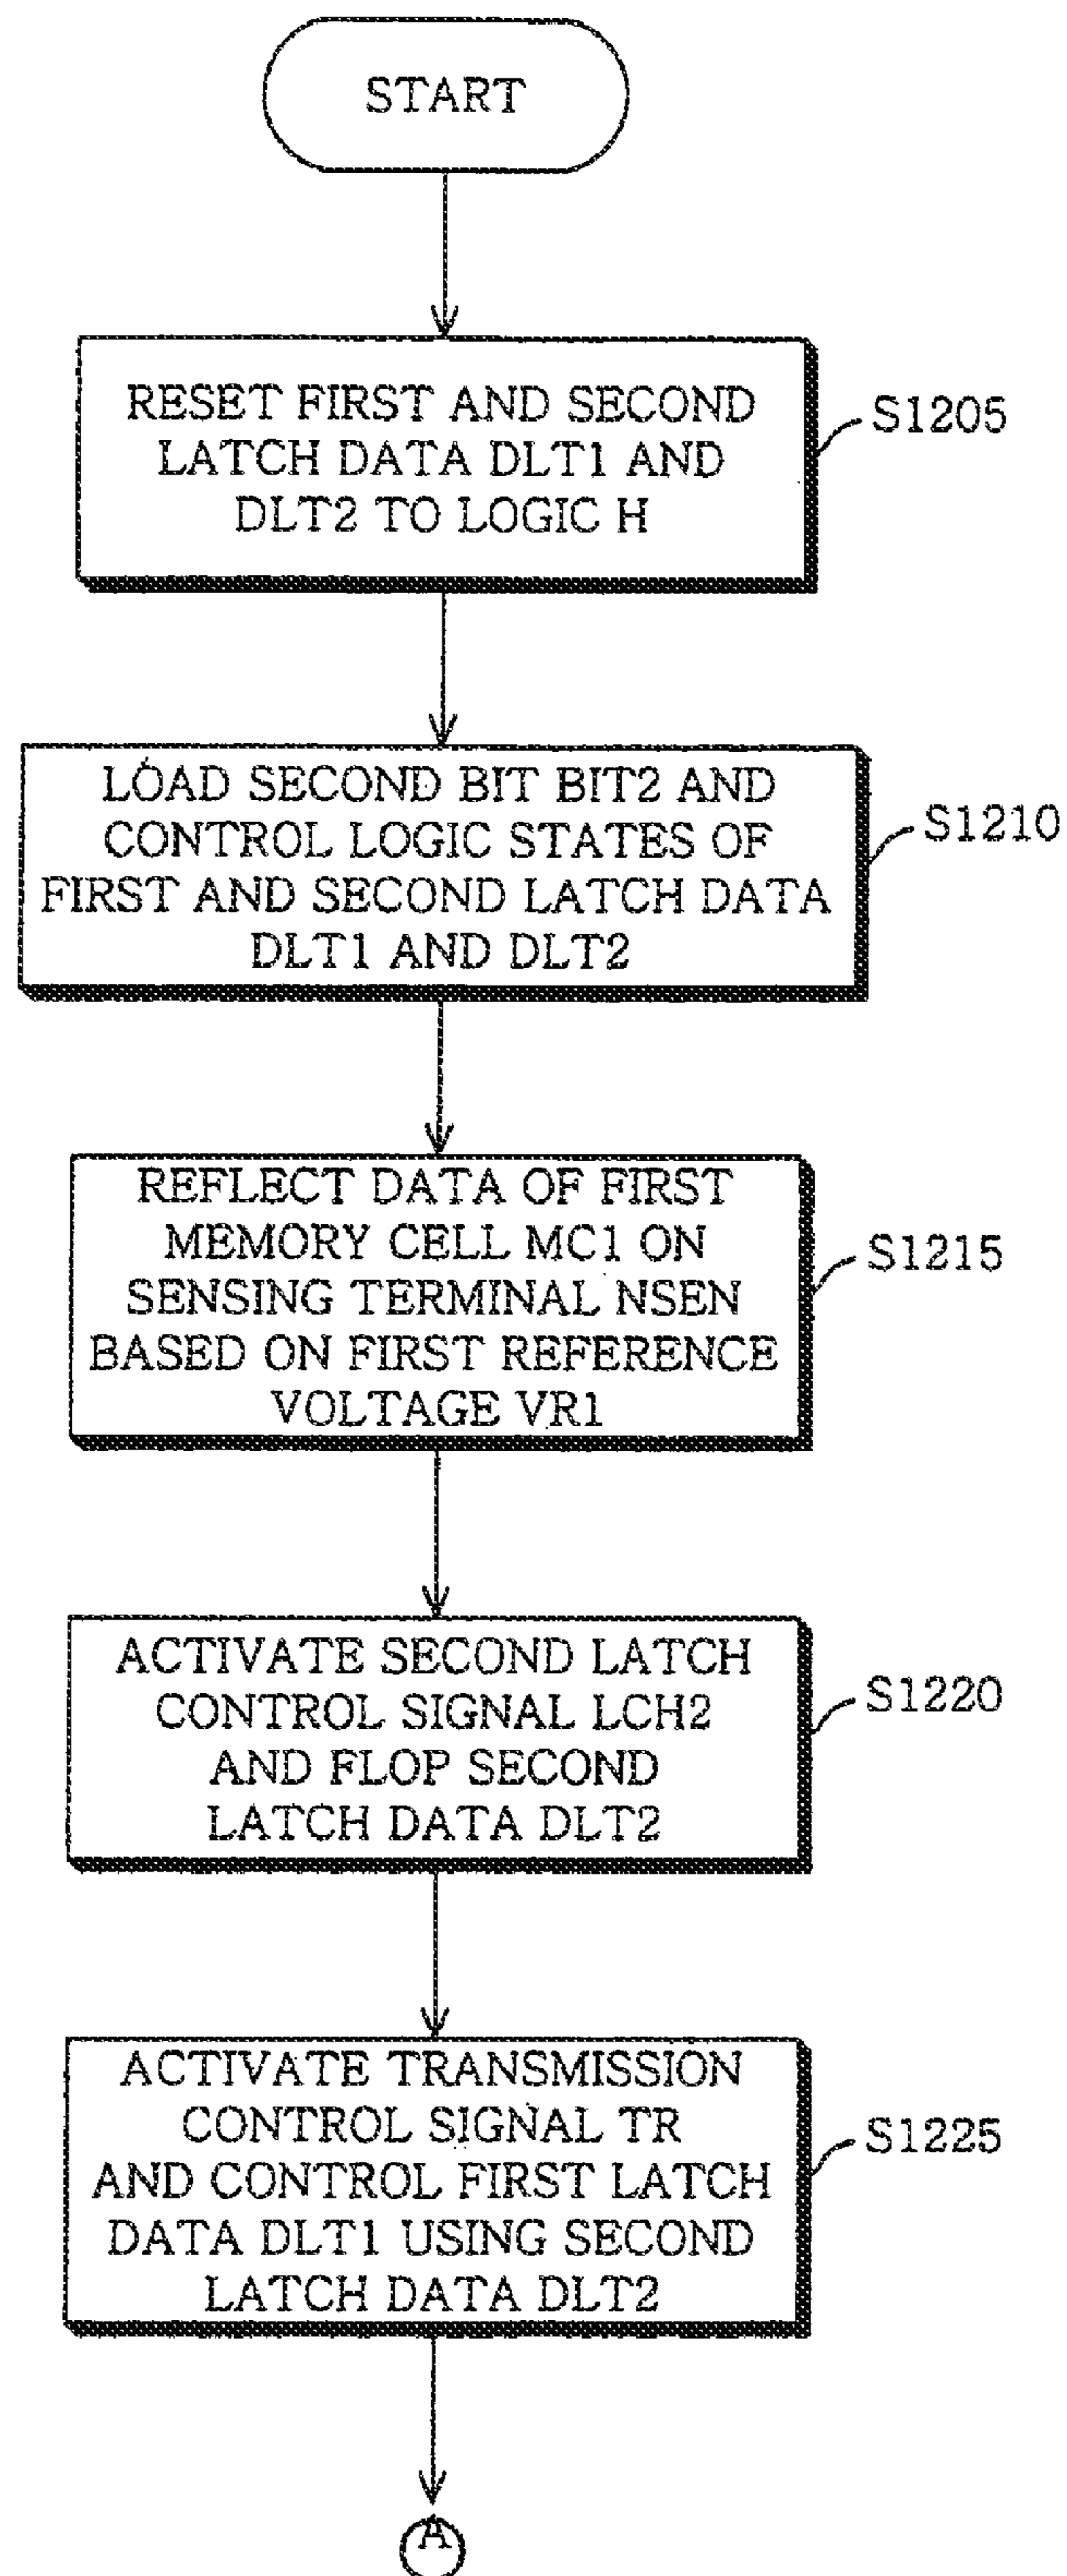 START
RESET FIRST AND SECOND
LATCH DATA DLT1 AND
DLT2 TO LOGIC H
S1205
LOAD SECOND BIT BIT2 AND
CONTROL LOGIC STATES OF
FIRST AND SECOND LATCH DATA
DLT1 AND DLT2
S1210
REFLECT DATA OF FIRST
MEMORY CELL MC1 ON
SENSING TERMINAL NSEN
BASED ON FIRST REFERENCE
VOLTAGE VR1
S1215
ACTIVATE SECOND LATCH
CONTROL SIGNAL LCH2
AND FLOP SECOND
LATCH DATA DLT2
S1220
ACTIVATE TRANSMISSION
CONTROL SIGNAL TR
AND CONTROL FIRST LATCH
DATA DLT1 USING SECOND
LATCH DATA DLT2
S1225
A